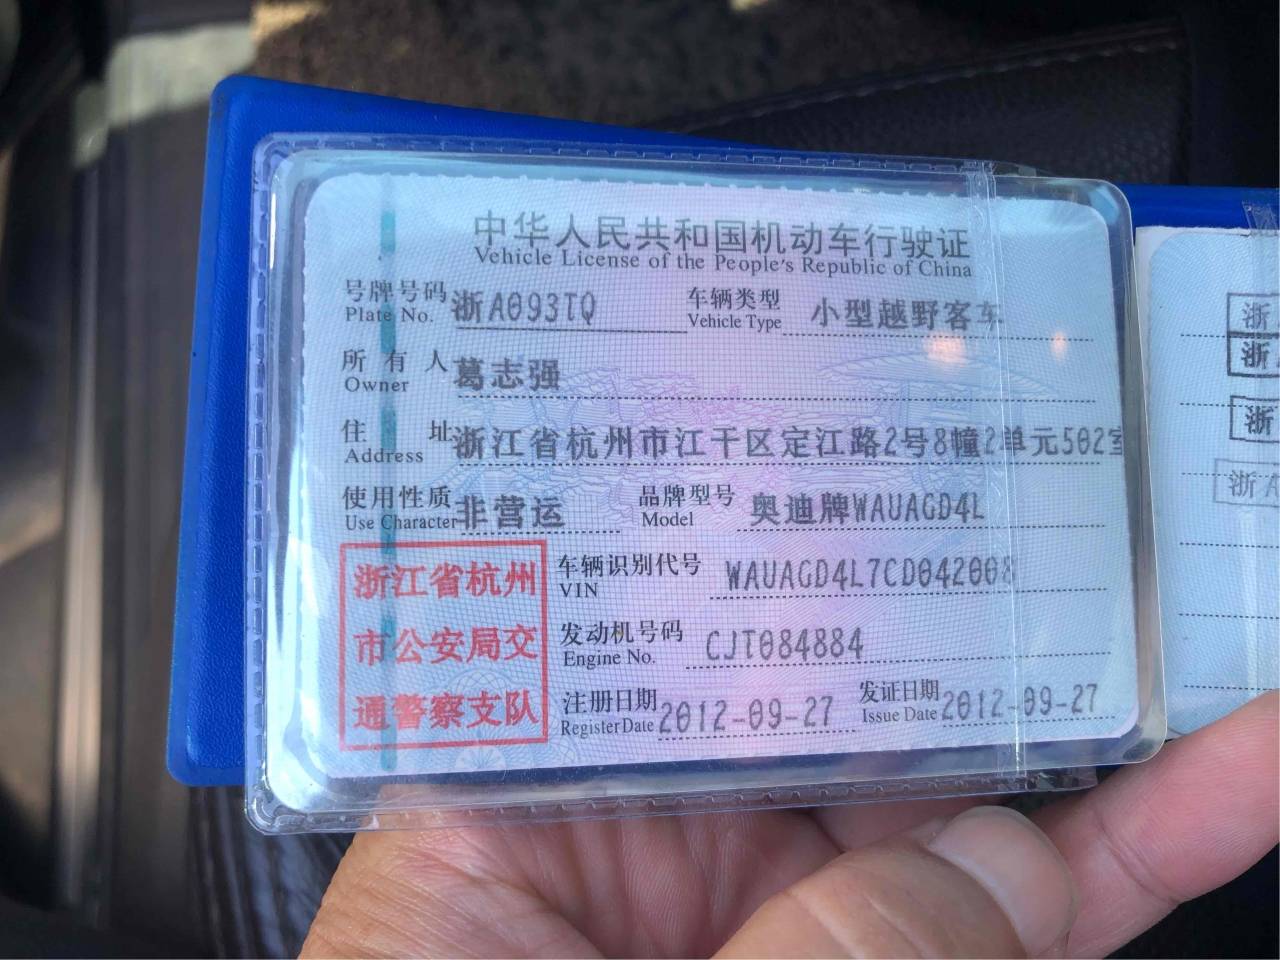 中华人民共和国机动车行驶证
Vehicle License of the People's Republic of China
号牌号码 浙A093TQ 车辆类型 小型越野客车
Plate No. Vehicle Type
所有人 葛志强
Owner
住址 浙江省杭州市江干区定江路2号8幢2单元502室
Address
使用性质 非营运 品牌型号 奥迪牌WAUAGD4L
Use Character Model
浙江省杭州
市公安局交
通警察支队
车辆识别代号 WAUAGD4L7CD042008
VIN
发动机号码 CJT084884
Engine No.
注册日期 2012-09-27 发证日期 2012-09-27
Register Date Issue Date
浙
浙
浙
浙A